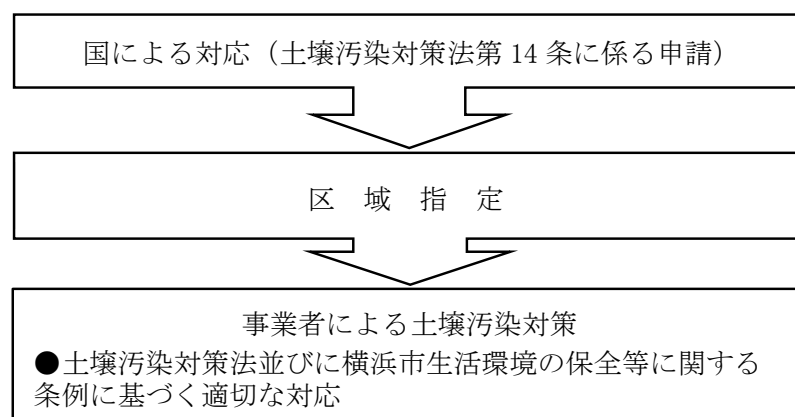 国による対応（土壌汚染対策法第 14 条に係る申請）
区　域　指　定
事業者による土壌汚染対策
●土壌汚染対策法並びに横浜市生活環境の保全等に関する
条例に基づく適切な対応